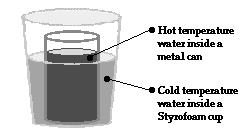 Hot temperature
water inside a
metal can
Cold temperature
water inside a
Styrofoam cup